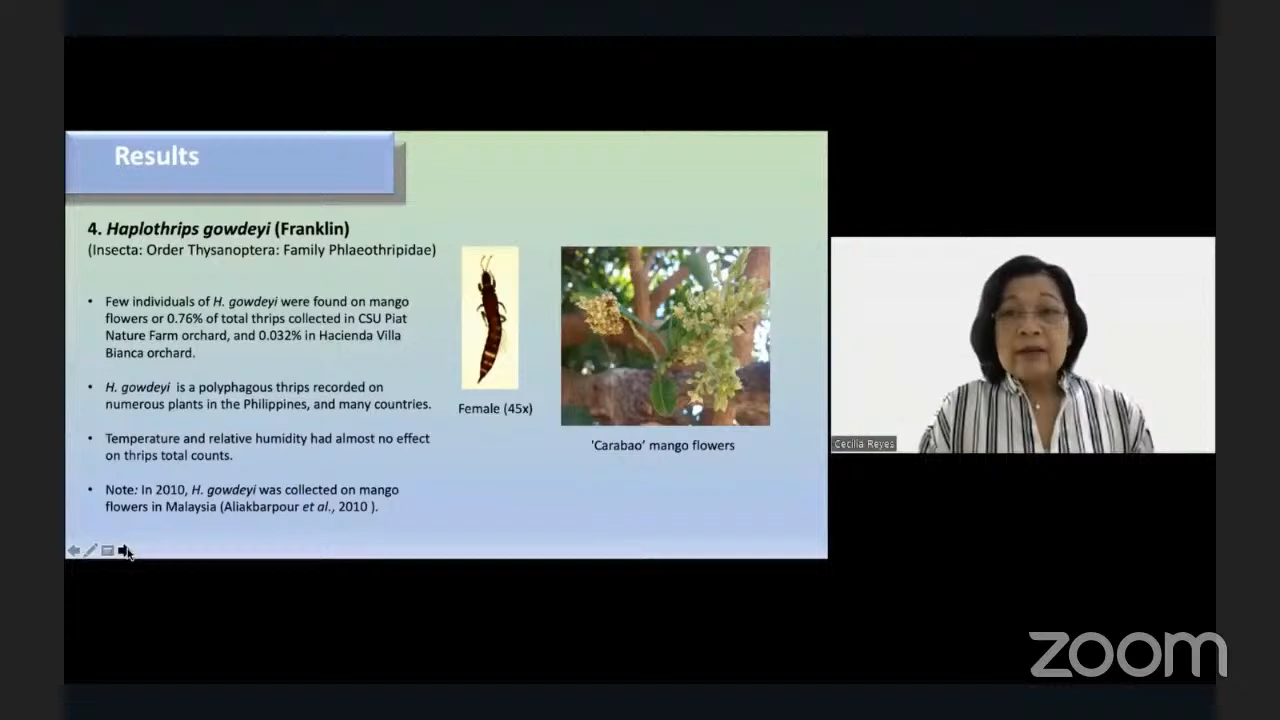 Results
4. Haplothrips gowdeyi (Franklin)
(Insecta: Order Thysanoptera: Family Phlaeothripidae)
• Few individuals of H. gowdeyi were found on mango
flowers or 0.76% of total thrips collected in CSU Piat
Nature Farm orchard, and 0.032% in Hacienda Villa
Bianca orchard.
• H. gowdeyi is a polyphagous thrips recorded on
numerous plants in the Philippines, and many countries.
• Temperature and relative humidity had almost no effect
on thrips total counts.
• Note: In 2010, H. gowdeyi was collected on mango
flowers in Malaysia (Aliakbarpour et al., 2010 ).
Female (45x)
'Carabao' mango flowers
Cecilia Reyes
zoom